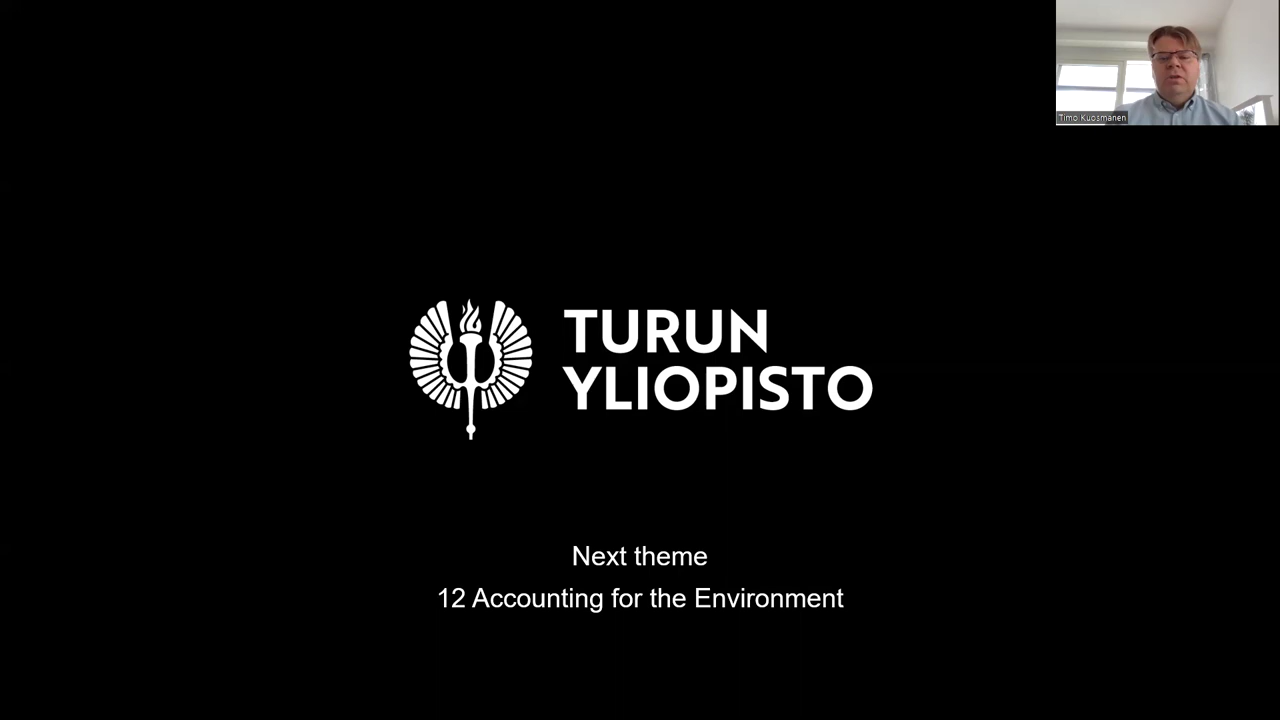 Timo Kuosmanen
TURUN
YLIOPISTO
Next theme
12 Accounting for the Environment